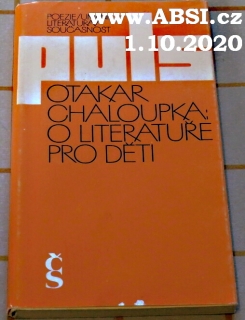 www.ABSI.cz
1.10.2020
POEZIE/
LITERATURA
SOUČASNOST
puls
OTAKAR
CHALOUPKA:
O LITERATUŘE
PRO DĚTI
ČS